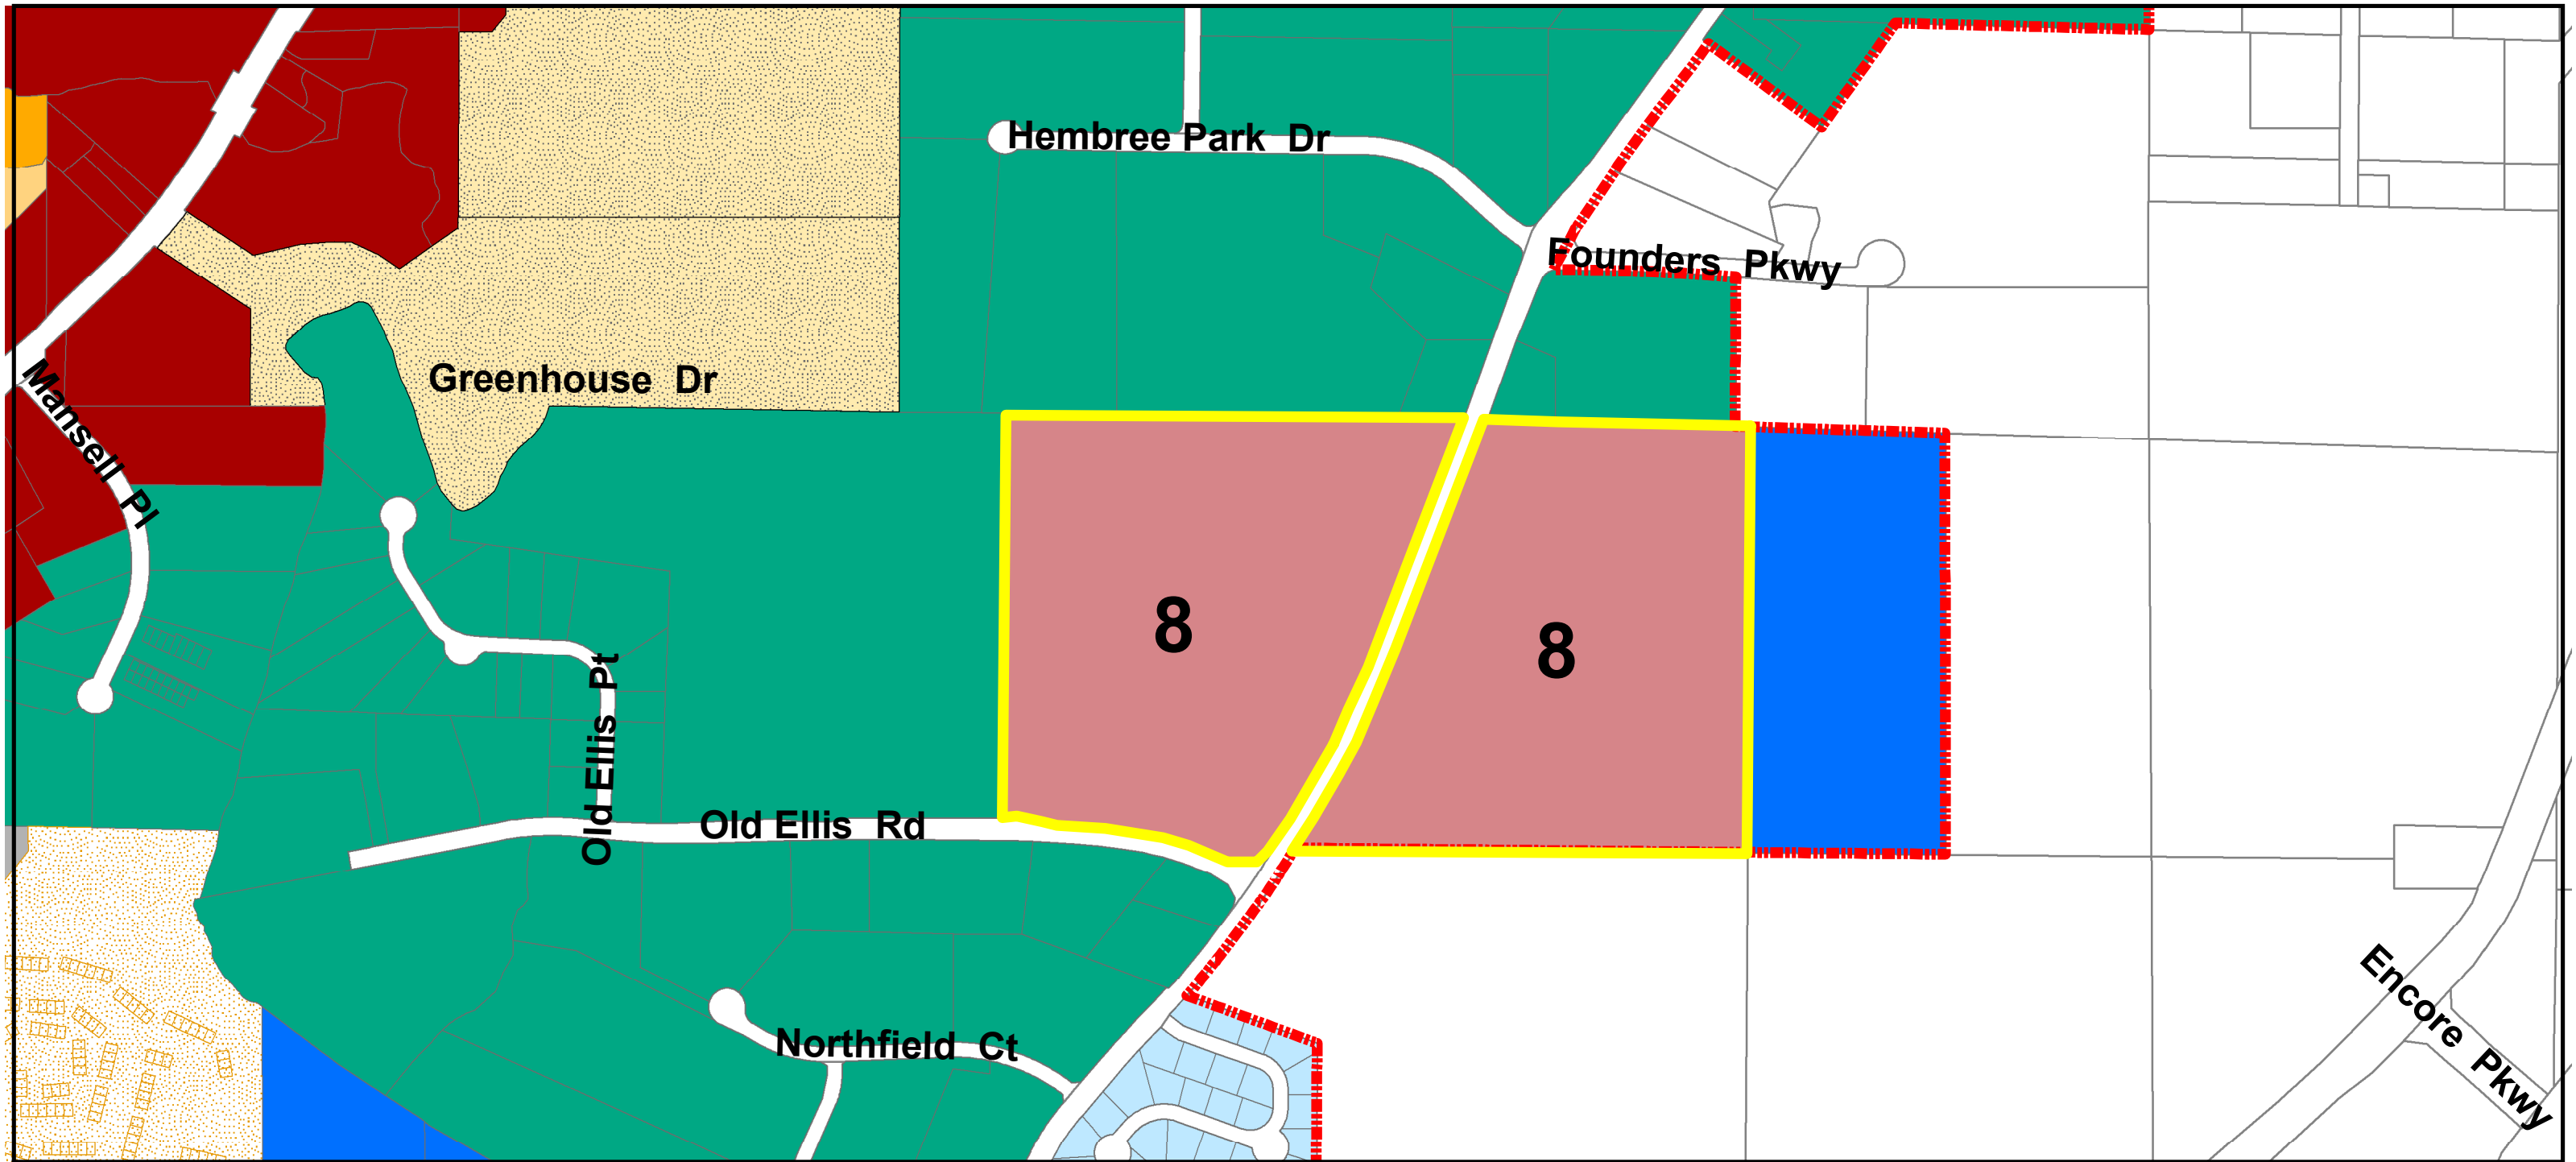 Hembree Park Dr
Founders Pkwy
Greenhouse Dr
Mansell Pl
8
8
Old Ellis Pt
Old Ellis Rd
Northfield Ct
Encore Pkwy